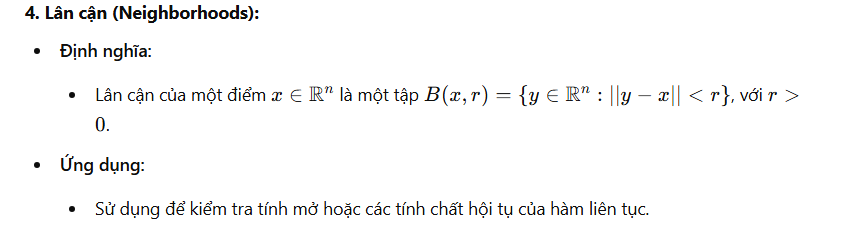 4. Lân cận (Neighborhoods):
• Định nghĩa:
• Lân cận của một điểm x ∈ ℝⁿ là một tập B(x, r) = {y ∈ ℝⁿ : ||y − x|| < r}, với r >
0.
• Ứng dụng:
• Sử dụng để kiểm tra tính mở hoặc các tính chất hội tụ của hàm liên tục.